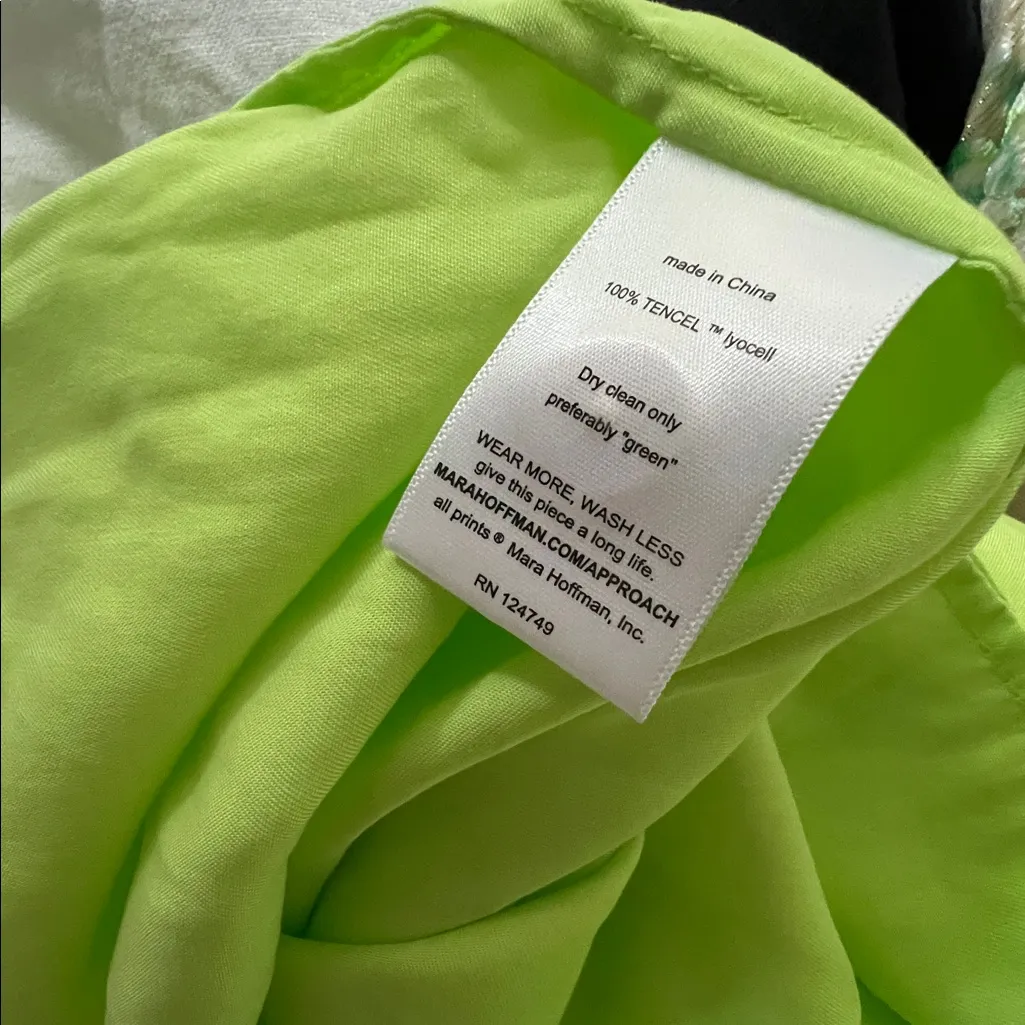 made in China
100% TENCEL ™ lyocell
Dry clean only
preferably "green"
WEAR MORE, WASH LESS
give this piece a long life.
MARAHOFFMAN.COM/APPROACH
all prints ® Mara Hoffman, Inc.
RN 124749